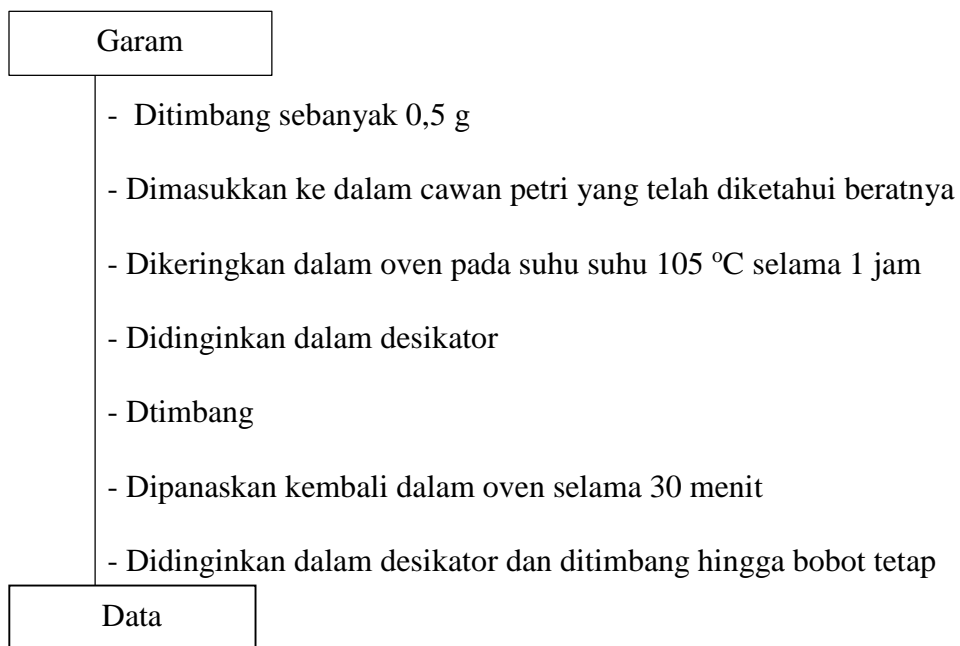 Garam
- Ditimbang sebanyak 0,5 g
- Dimasukkan ke dalam cawan petri yang telah diketahui beratnya
- Dikeringkan dalam oven pada suhu suhu 105 ºC selama 1 jam
- Didinginkan dalam desikator
- Dtimbang
- Dipanaskan kembali dalam oven selama 30 menit
- Didinginkan dalam desikator dan ditimbang hingga bobot tetap
Data